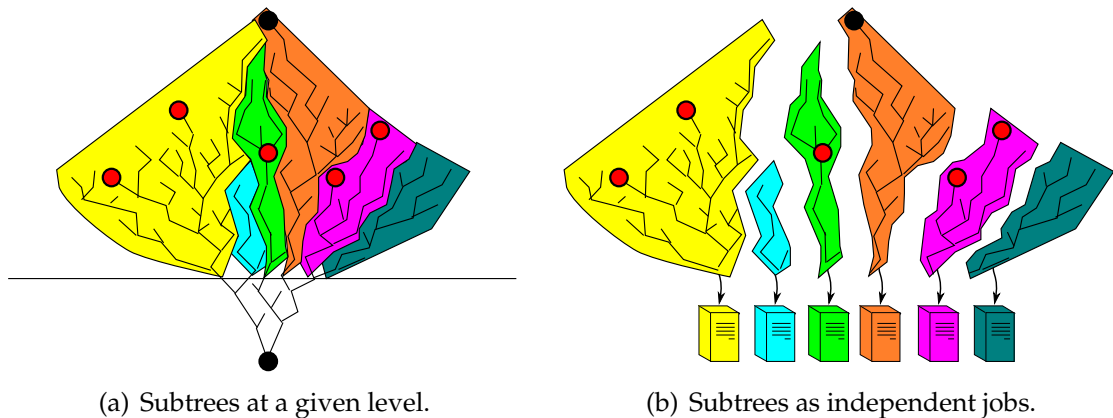 (a) Subtrees at a given level.
(b) Subtrees as independent jobs.